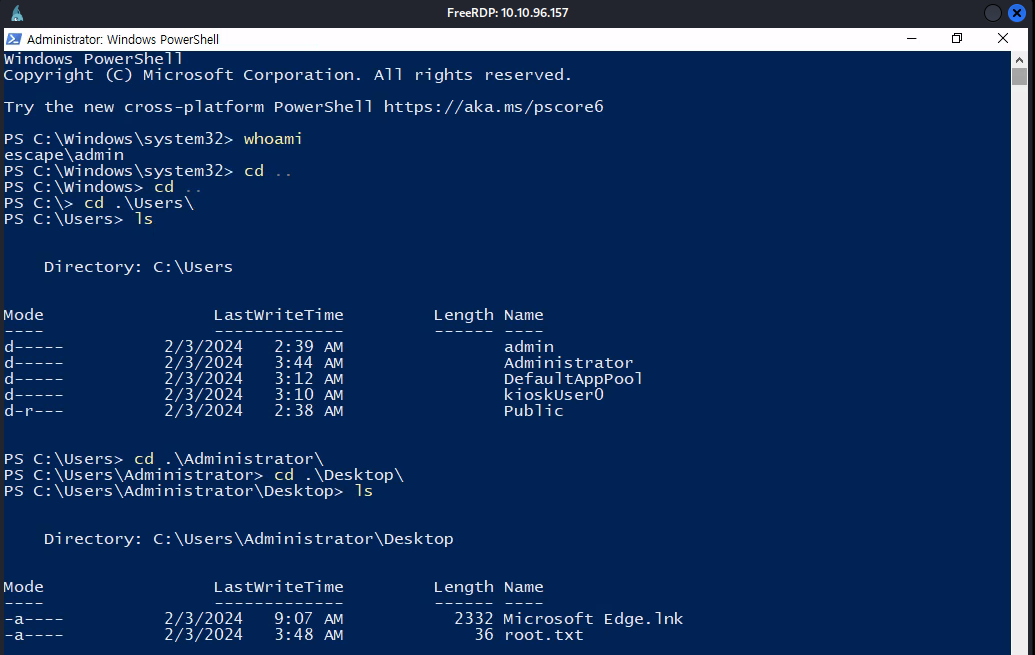 FreeRDP: 10.10.96.157
Administrator: Windows PowerShell
Windows PowerShell
Copyright (C) Microsoft Corporation. All rights reserved.
Try the new cross-platform PowerShell https://aka.ms/pscore6
PS C:\Windows\system32> whoami
escape\admin
PS C:\Windows\system32> cd ..
PS C:\Windows> cd ..
PS C:\> cd .\Users\
PS C:\Users> ls
Directory: C:\Users
Mode LastWriteTime Length Name
---- ------------- ------ ----
d----- 2/3/2024 2:39 AM admin
d----- 2/3/2024 3:44 AM Administrator
d----- 2/3/2024 3:12 AM DefaultAppPool
d----- 2/3/2024 3:10 AM kioskUser0
d-r--- 2/3/2024 2:38 AM Public
PS C:\Users> cd .\Administrator\
PS C:\Users\Administrator> cd .\Desktop\
PS C:\Users\Administrator\Desktop> ls
Directory: C:\Users\Administrator\Desktop
Mode LastWriteTime Length Name
---- ------------- ------ ----
-a---- 2/3/2024 9:07 AM 2332 Microsoft Edge.lnk
-a---- 2/3/2024 3:48 AM 36 root.txt